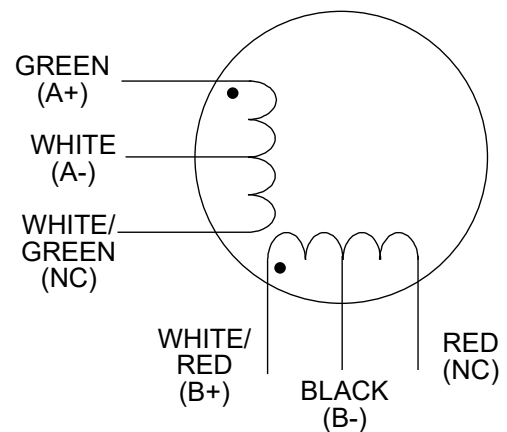 GREEN
(A+)
WHITE
(A-)
WHITE/
GREEN
(NC)
WHITE/
RED
(B+)
BLACK
(B-)
RED
(NC)